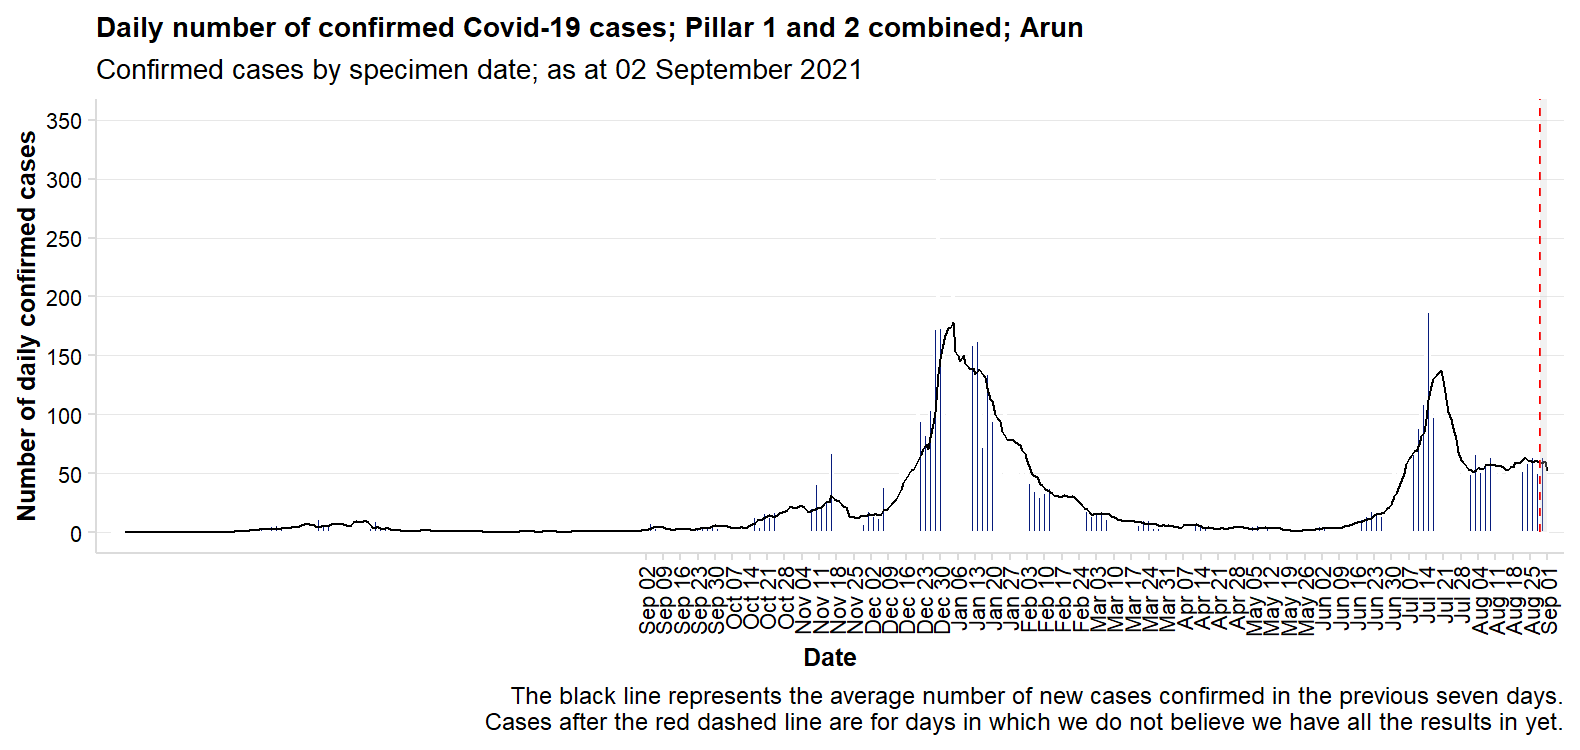 Daily number of confirmed Covid-19 cases; Pillar 1 and 2 combined; Arun
Confirmed cases by specimen date; as at 02 September 2021
Number of daily confirmed cases
350
300
250
200
150
100
50
0
Sep 02
Sep 09
Sep 16
Sep 23
Sep 30
Oct 07
Oct 14
Oct 21
Oct 28
Nov 04
Nov 11
Nov 18
Nov 25
Dec 02
Dec 09
Dec 16
Dec 23
Dec 30
Jan 06
Jan 13
Jan 20
Jan 27
Feb 03
Feb 10
Feb 17
Feb 24
Mar 03
Mar 10
Mar 17
Mar 24
Mar 31
Apr 07
Apr 14
Apr 21
Apr 28
May 05
May 12
May 19
May 26
Jun 02
Jun 09
Jun 16
Jun 23
Jun 30
Jul 07
Jul 14
Jul 21
Jul 28
Aug 04
Aug 11
Aug 18
Aug 25
Sep 01
Date
The black line represents the average number of new cases confirmed in the previous seven days.
Cases after the red dashed line are for days in which we do not believe we have all the results in yet.